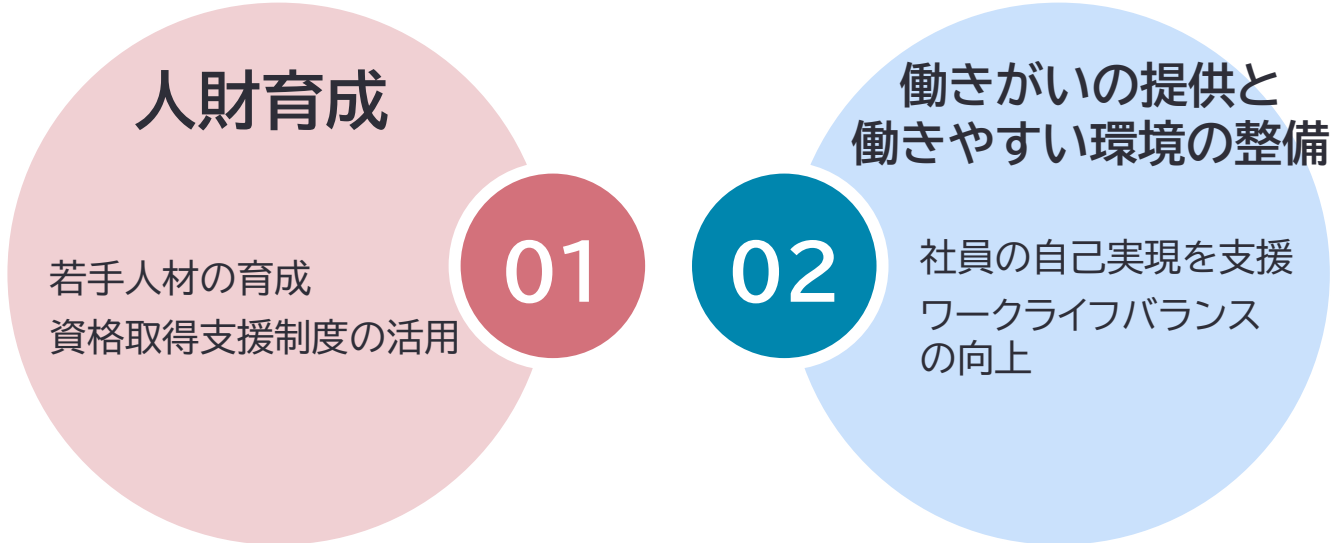 人財育成
若手人材の育成
資格取得支援制度の活用
01
02
働きがいの提供と
働きやすい環境の整備
社員の自己実現を支援
ワークライフバランス
の向上